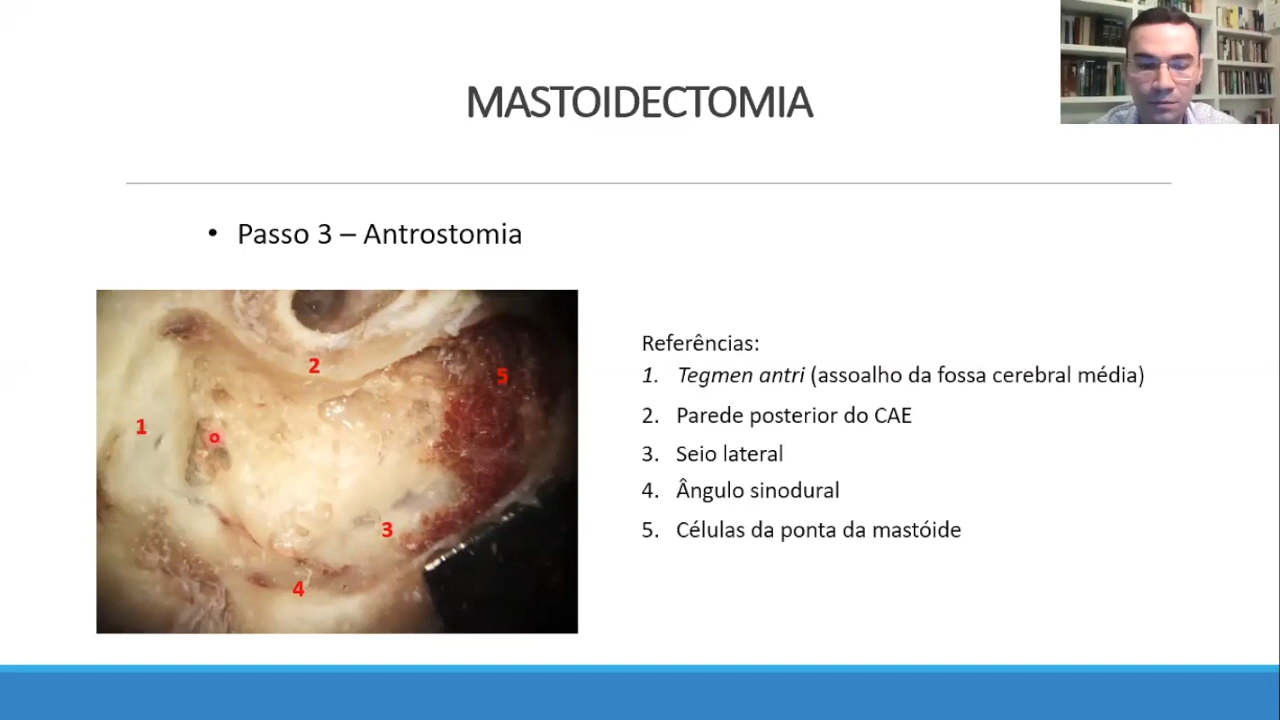 MASTOIDECTOMIA
• Passo 3 – Antrostomia
2
5
1
3
4
Referências:
1. Tegmen antri (assoalho da fossa cerebral média)
2. Parede posterior do CAE
3. Seio lateral
4. Ângulo sinodural
5. Células da ponta da mastóide